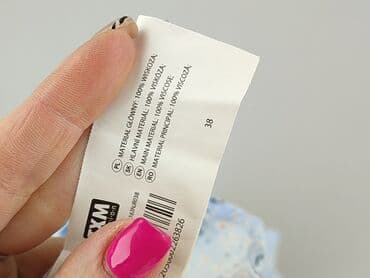 PL MATERIAŁ GŁÓWNY: 100% WISKOZA;
SK HLAVNÍ MATERIÁL: 100% VISKÓZA;
EN MAIN MATERIAL: 100% VISCOSE;
RO MATERIAL PRINCIPAL: 100% VISCOZĂ;
38